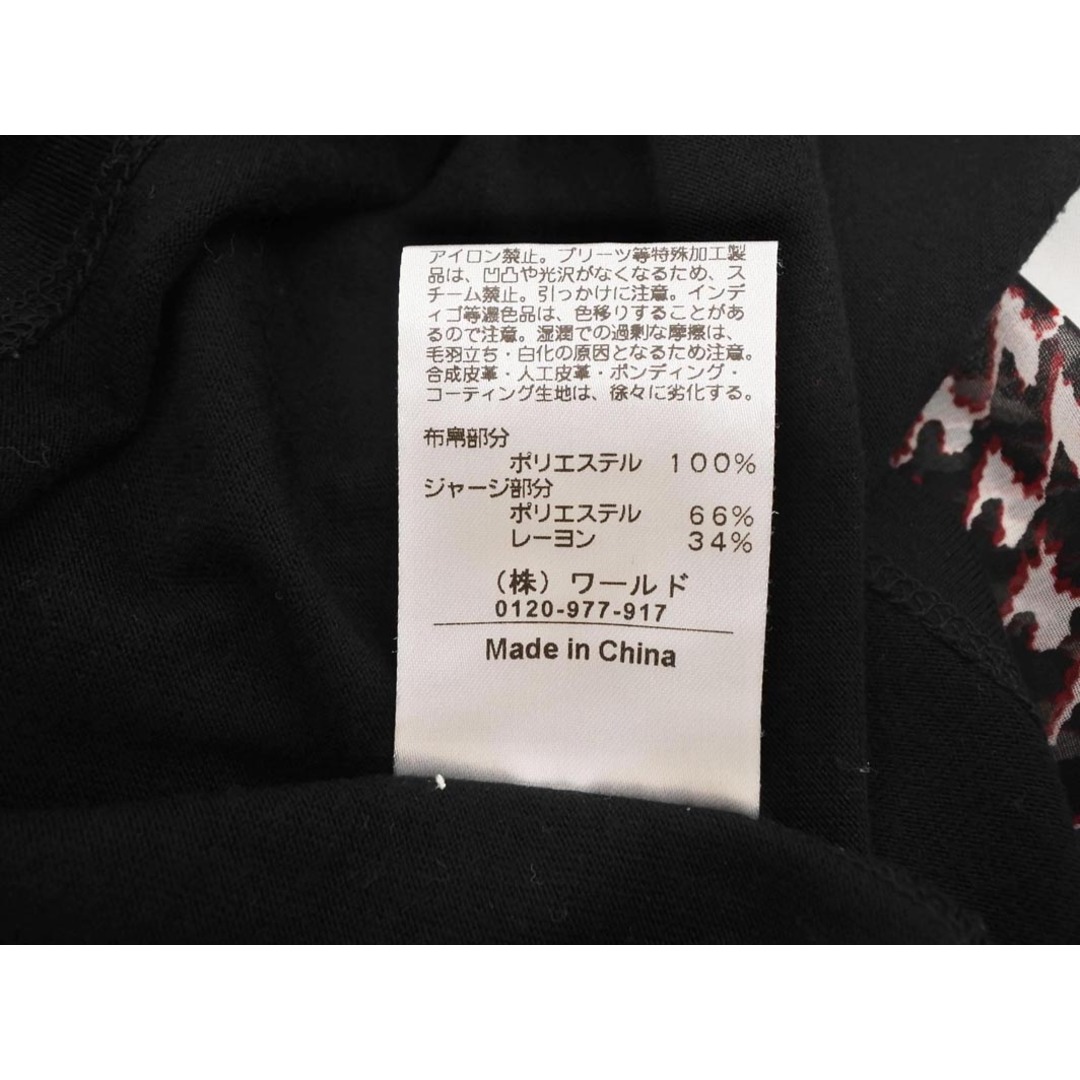 アイロン禁止。プリーツ等特殊加工製
品は、凹凸や光沢がなくなるため、ス
チーム禁止。引っかけに注意。インデ
ィゴ等濃色品は、色移りすることがあ
るので注意。湿潤での過剰な摩擦は、
毛羽立ち・白化の原因となるため注意。
合成皮革・人工皮革・ボンディング・
コーティング生地は、徐々に劣化する。
布帛部分
ポリエステル 100%
ジャージ部分
ポリエステル 66%
レーヨン 34%
(株) ワールド
0120-977-917
Made in China